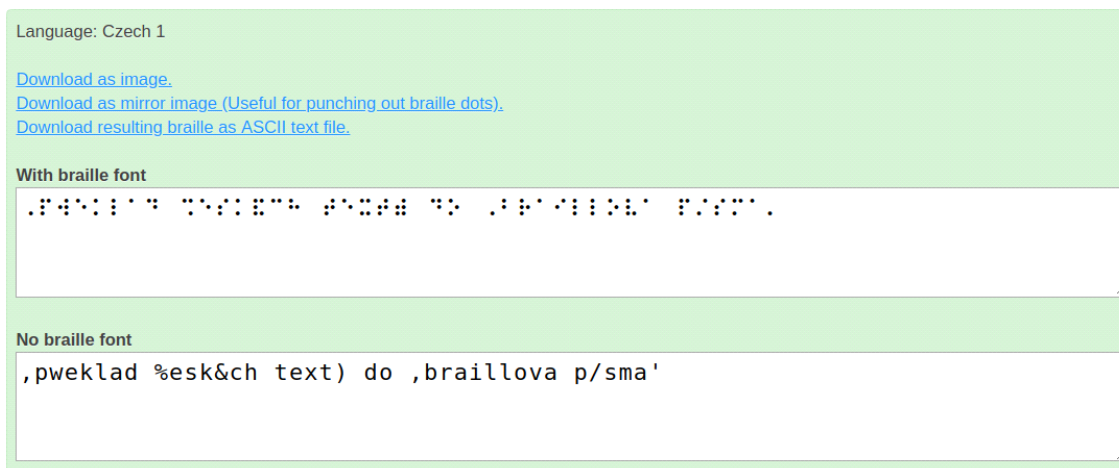 Language: Czech 1
Download as image.
Download as mirror image (Useful for punching out braille dots).
Download resulting braille as ASCII text file.
With braille font
⠠⠏⠺⠑⠅⠇⠁⠙ ⠩⠑⠎⠅⠯⠉⠓ ⠞⠑⠭⠞⠾ ⠙⠕ ⠠⠃⠗⠁⠊⠇⠇⠕⠧⠁ ⠏⠌⠎⠍⠁⠄
No braille font
,pweklad %esk&ch text) do ,braillova p/sma'